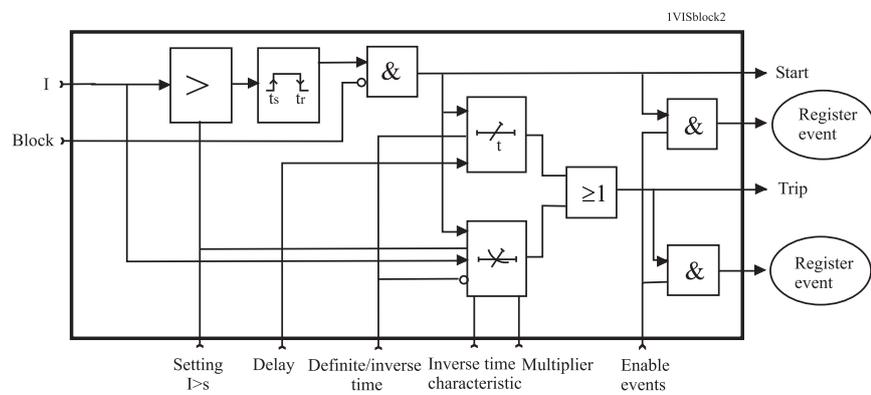 1VISblock2
I
>
ts tr
&
Start
Block
t
&
Register
event
≥1
Trip
&
Register
event
Setting
I>s
Delay
Definite/inverse
time
Inverse time
characteristic
Multiplier
Enable
events